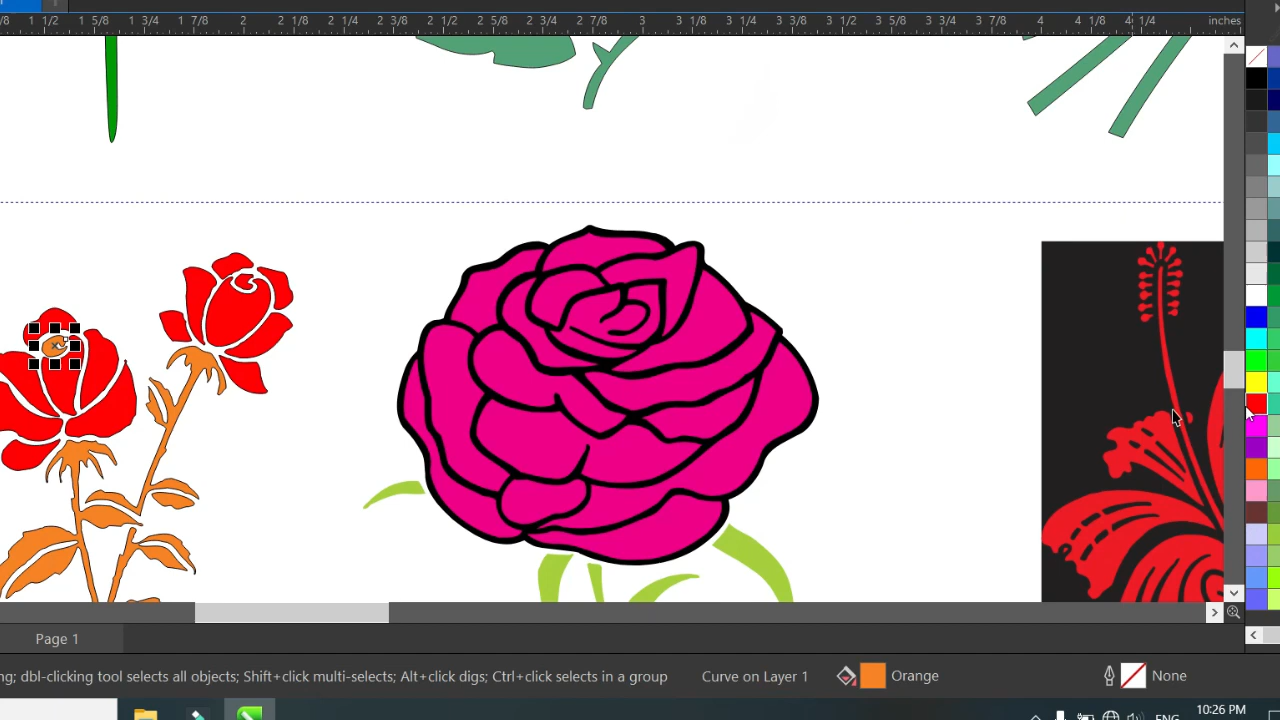 1 1/2 1 5/8 1 3/4 1 7/8 2 2 1/4 2 3/8 2 1/2 2 5/8 2 3/4 2 7/8 3 3 1/8 3 1/4 3 3/8 3 1/2 3 5/8 3 3/4 3 7/8 4 4 1/8 4 1/4 inches
Page 1
ng; dbl-clicking tool selects all objects; Shift+click multi-selects; Alt+click digs; Ctrl+click selects in a group Curve on Layer 1 Orange None
10:26 PM
ENG